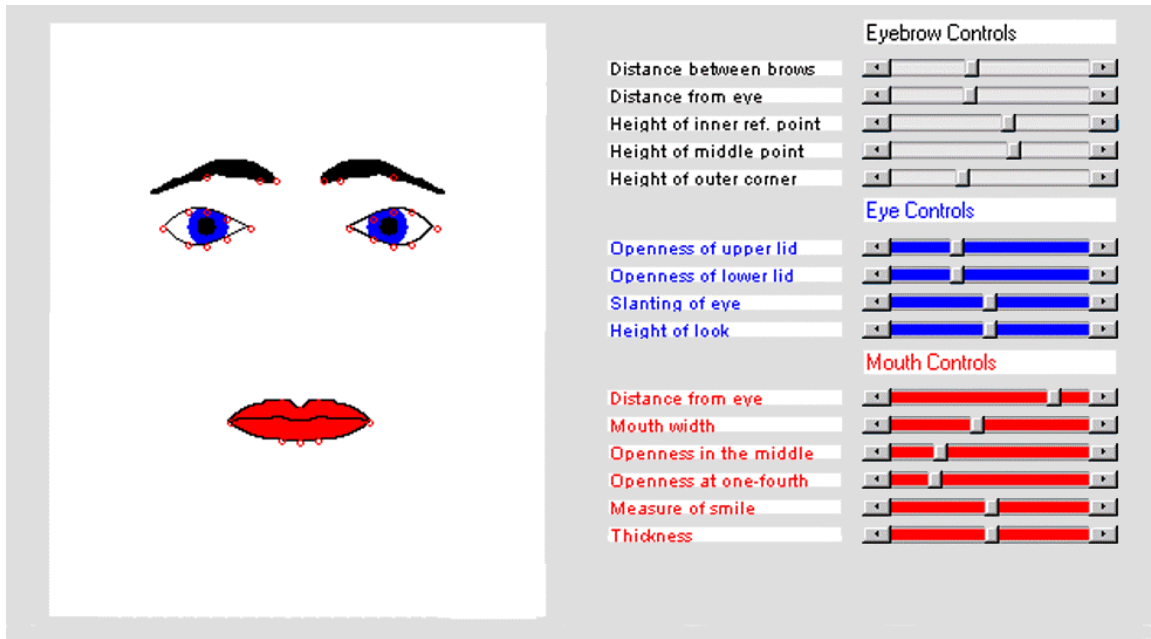 Eyebrow Controls
Distance between brows
Distance from eye
Height of inner ref. point
Height of middle point
Height of outer corner
Eye Controls
Openness of upper lid
Openness of lower lid
Slanting of eye
Height of look
Mouth Controls
Distance from eye
Mouth width
Openness in the middle
Openness at one-fourth
Measure of smile
Thickness